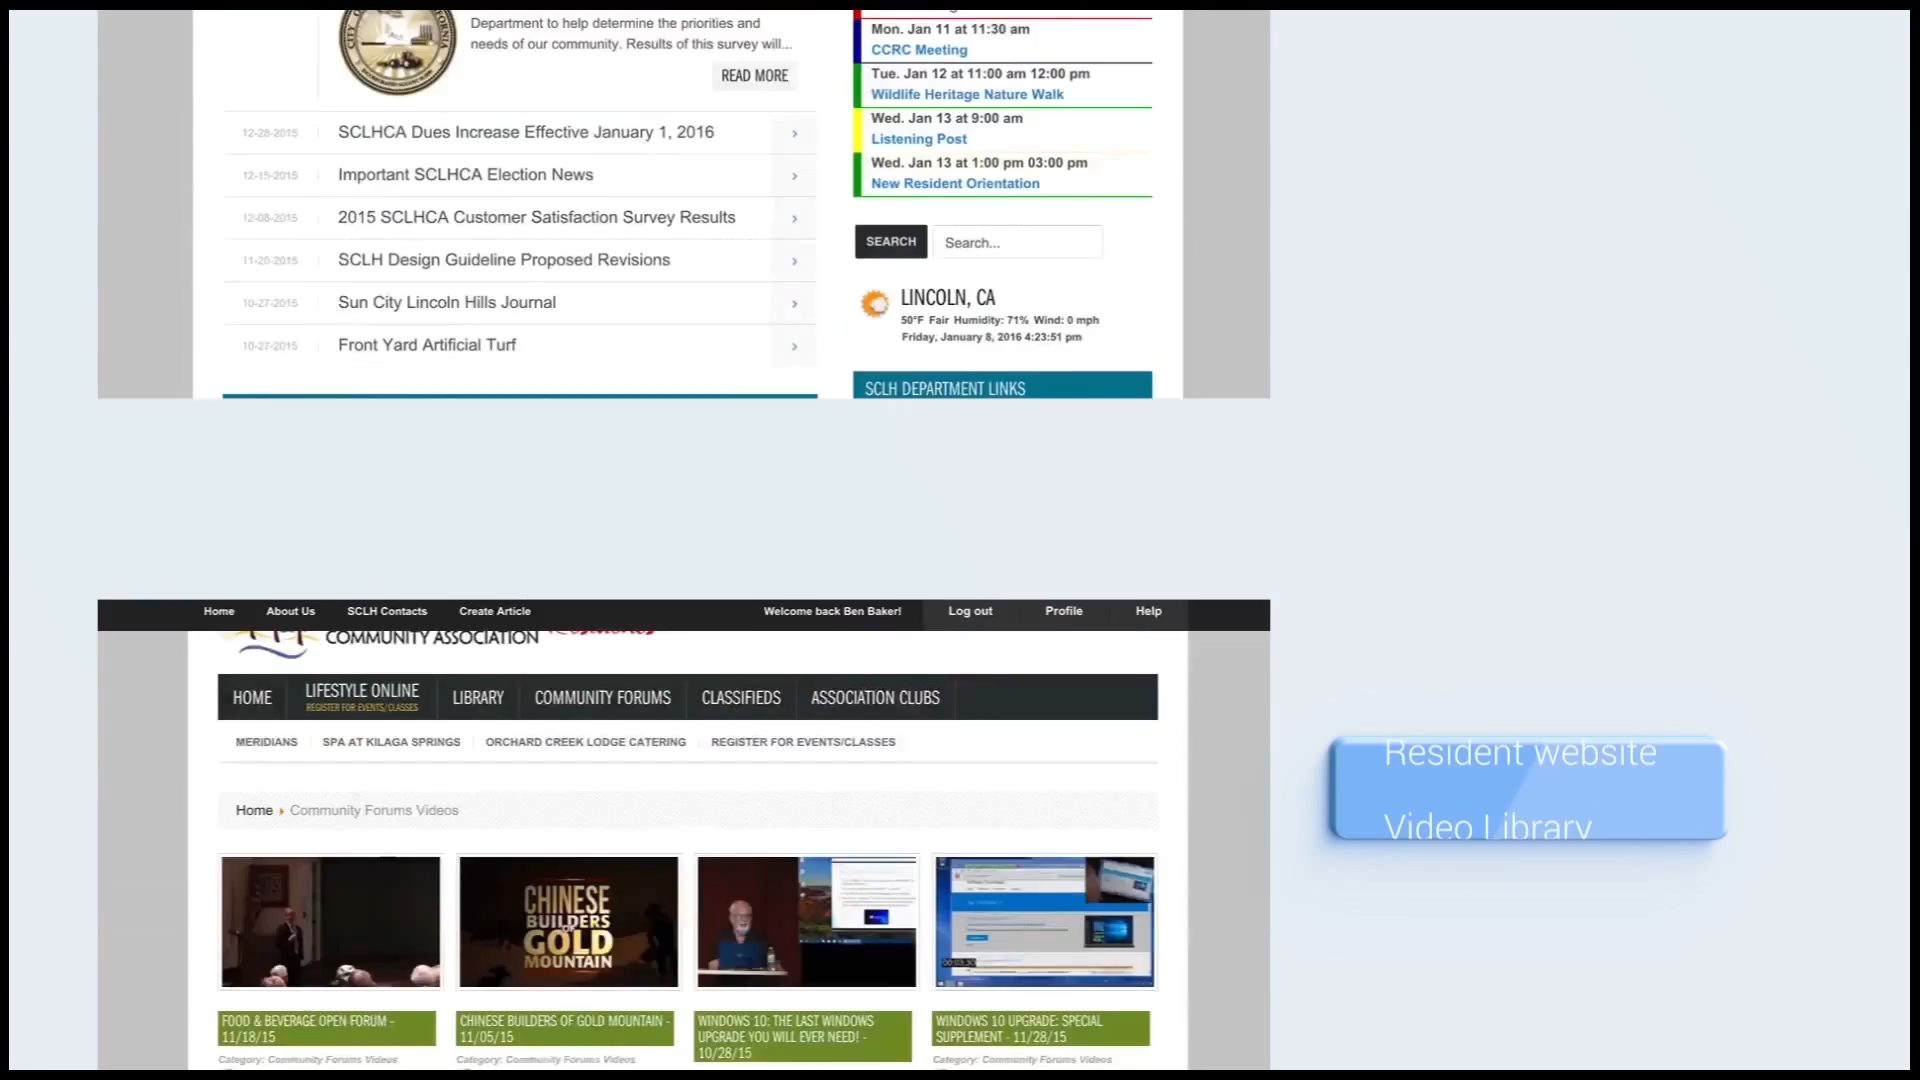 Department to help determine the priorities and
needs of our community. Results of this survey will...
READ MORE
12-28-2015 SCLHCA Dues Increase Effective January 1, 2016
12-15-2015 Important SCLHCA Election News
12-08-2015 2015 SCLHCA Customer Satisfaction Survey Results
11-20-2015 SCLH Design Guideline Proposed Revisions
10-27-2015 Sun City Lincoln Hills Journal
10-27-2015 Front Yard Artificial Turf
Mon. Jan 11 at 11:30 am
CCRC Meeting
Tue. Jan 12 at 11:00 am 12:00 pm
Wildlife Heritage Nature Walk
Wed. Jan 13 at 9:00 am
Listening Post
Wed. Jan 13 at 1:00 pm 03:00 pm
New Resident Orientation
SEARCH Search...
LINCOLN, CA
50°F Fair Humidity: 71% Wind: 0 mph
Friday, January 8, 2016 4:23:51 pm
SCLH DEPARTMENT LINKS
Home About Us SCLH Contacts Create Article Welcome back Ben Baker! Log out Profile Help
COMMUNITY ASSOCIATION
HOME LIFESTYLE ONLINE LIBRARY COMMUNITY FORUMS CLASSIFIEDS ASSOCIATION CLUBS
REGISTER FOR EVENTS/CLASSES
MERIDIANS SPA AT KILAGA SPRINGS ORCHARD CREEK LODGE CATERING REGISTER FOR EVENTS/CLASSES
Home Community Forums Videos
CHINESE
BUILDERS
OF
GOLD
MOUNTAIN
FOOD & BEVERAGE OPEN FORUM -
11/18/15
Category: Community Forums Videos
CHINESE BUILDERS OF GOLD MOUNTAIN -
11/05/15
Category: Community Forums Videos
WINDOWS 10: THE LAST WINDOWS
UPGRADE YOU WILL EVER NEED! -
10/28/15
WINDOWS 10 UPGRADE: SPECIAL
SUPPLEMENT - 11/28/15
Category: Community Forums Videos
Resident website
Video Library